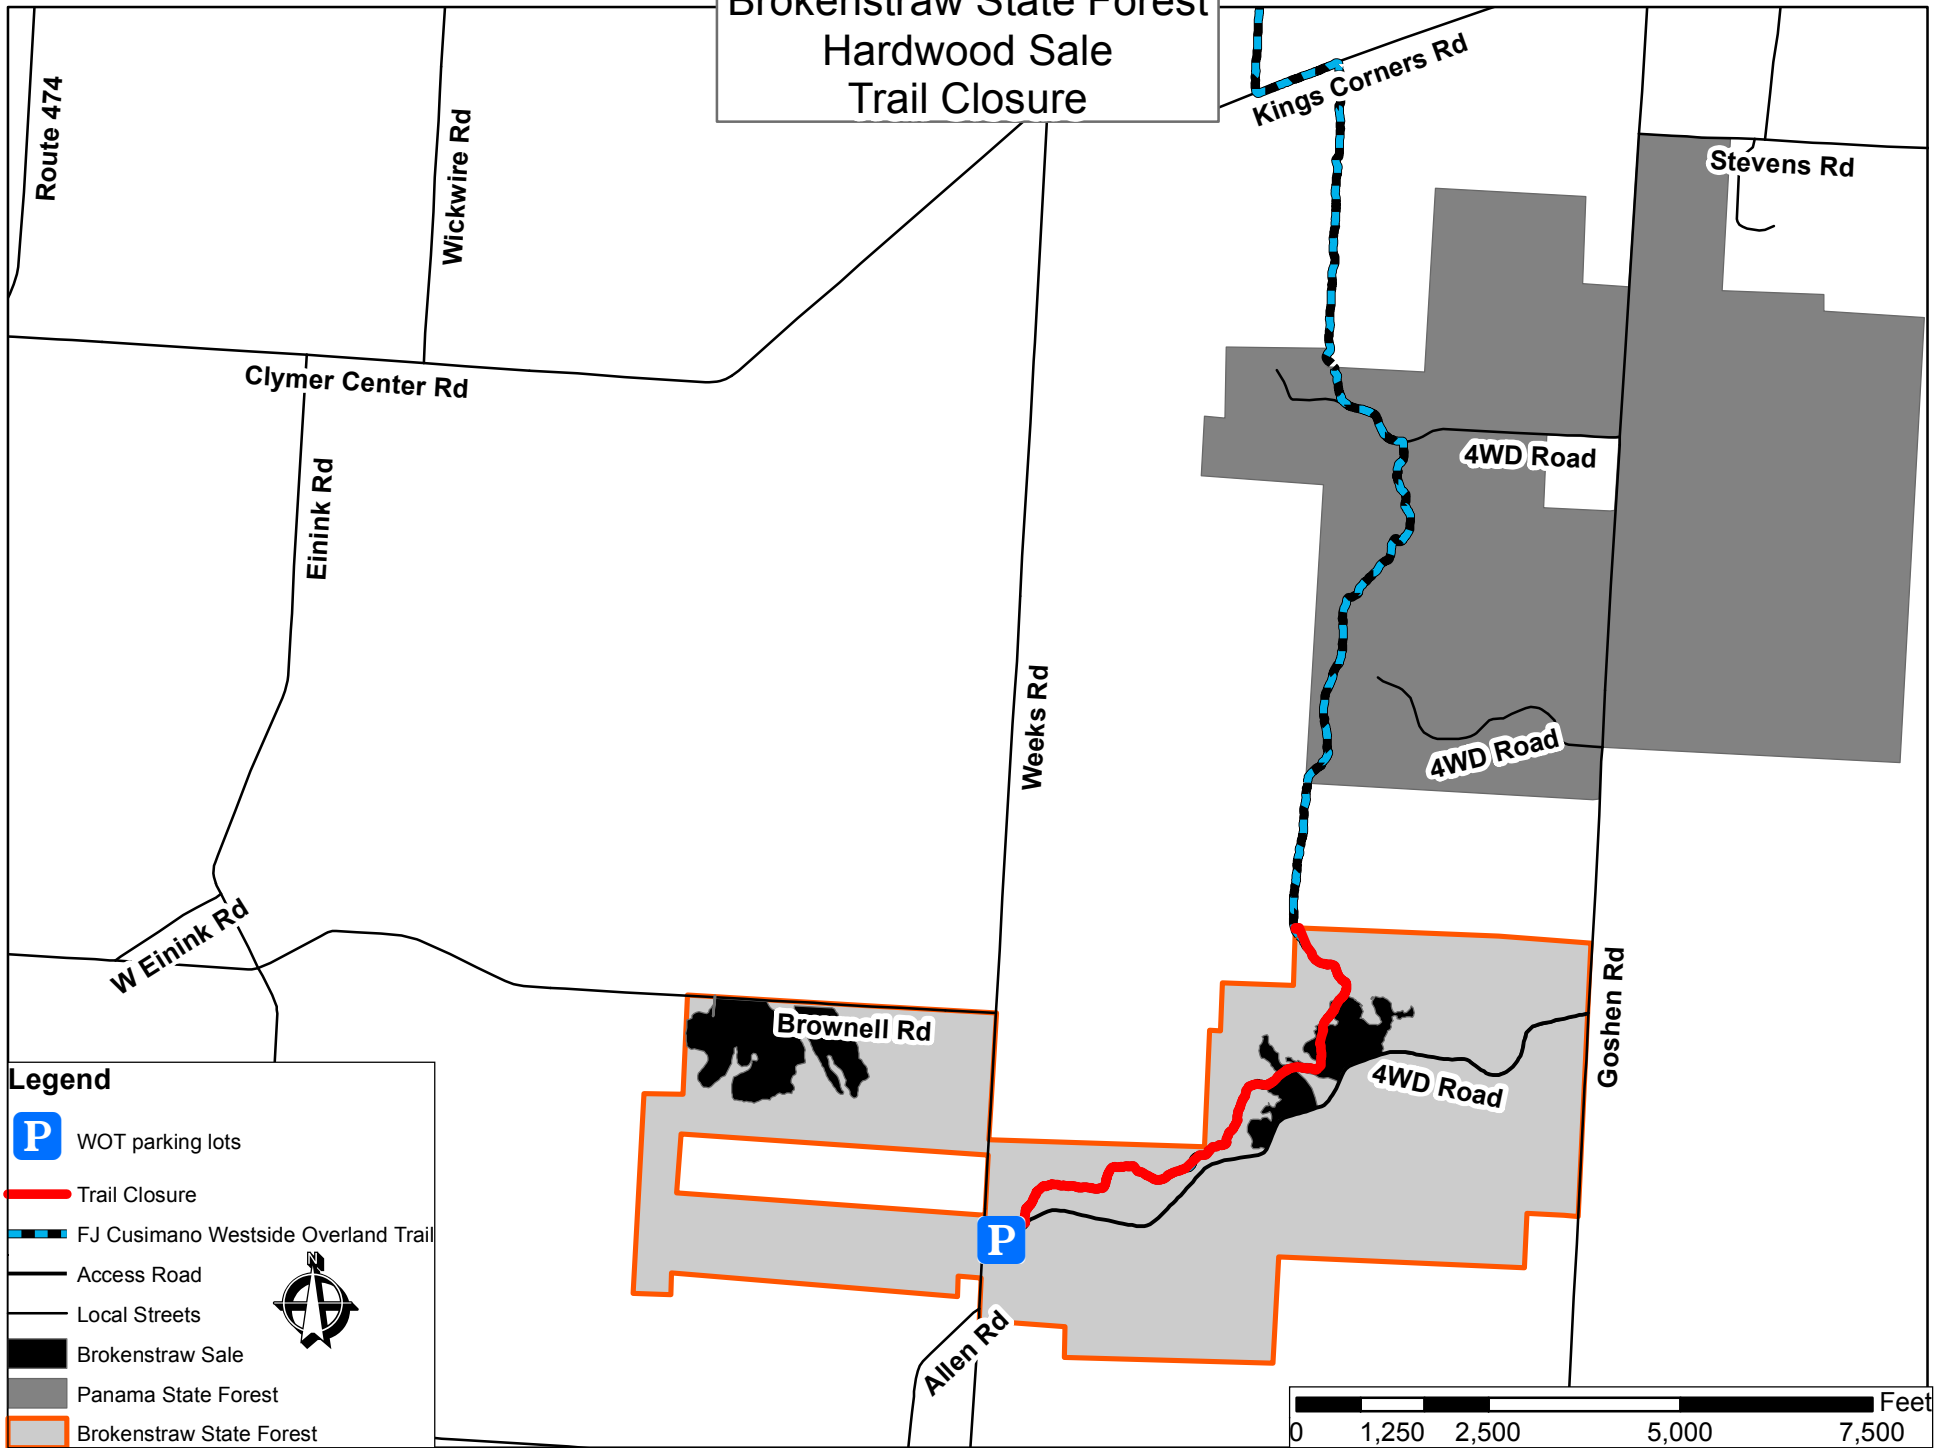 Brokenstraw State Forest
Hardwood Sale
Trail Closure
Kings Corners Rd
Route 474
Wickwire Rd
Stevens Rd
Clymer Center Rd
4WD Road
Einink Rd
Weeks Rd
4WD Road
W Einink Rd
Goshen Rd
Brownell Rd
4WD Road
Allen Rd
Legend
P WOT parking lots
Trail Closure
FJ Cusimano Westside Overland Trail
Access Road
Local Streets
Brokenstraw Sale
Panama State Forest
Brokenstraw State Forest
N
P
Feet
0 1,250 2,500 5,000 7,500